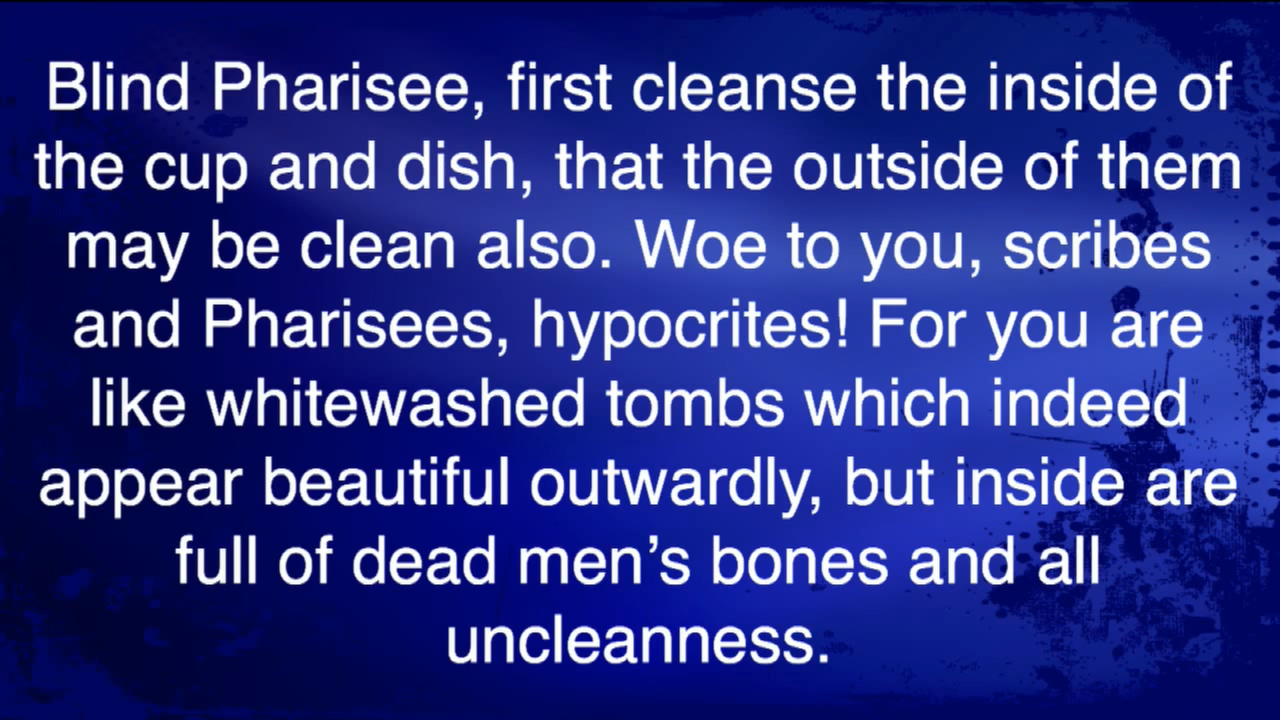 Blind Pharisee, first cleanse the inside of
the cup and dish, that the outside of them
may be clean also. Woe to you, scribes
and Pharisees, hypocrites! For you are
like whitewashed tombs which indeed
appear beautiful outwardly, but inside are
full of dead men’s bones and all
uncleanness.